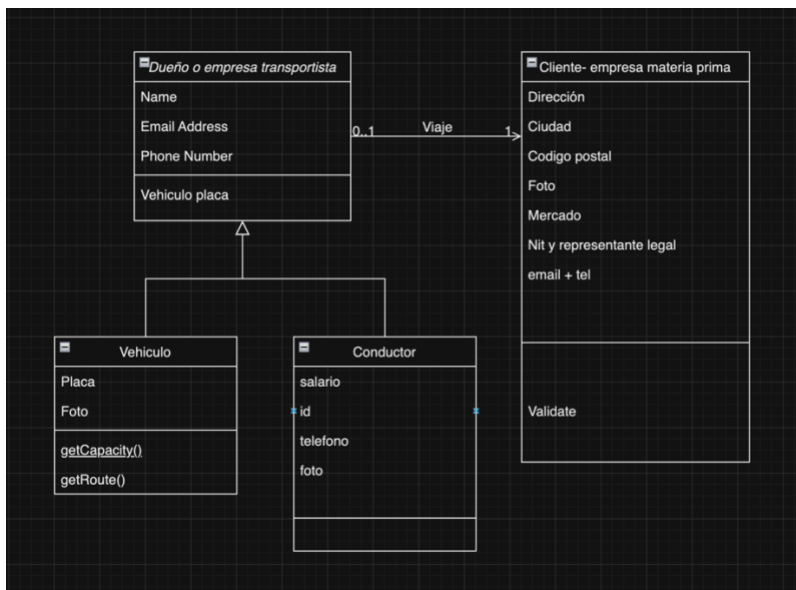 Dueño o empresa transportista
Name
Email Address
Phone Number
Vehiculo placa
0..1
Viaje
1
Cliente- empresa materia prima
Dirección
Ciudad
Codigo postal
Foto
Mercado
Nit y representante legal
email + tel
Validate
Vehiculo
Placa
Foto
getCapacity()
getRoute()
Conductor
salario
id
telefono
foto